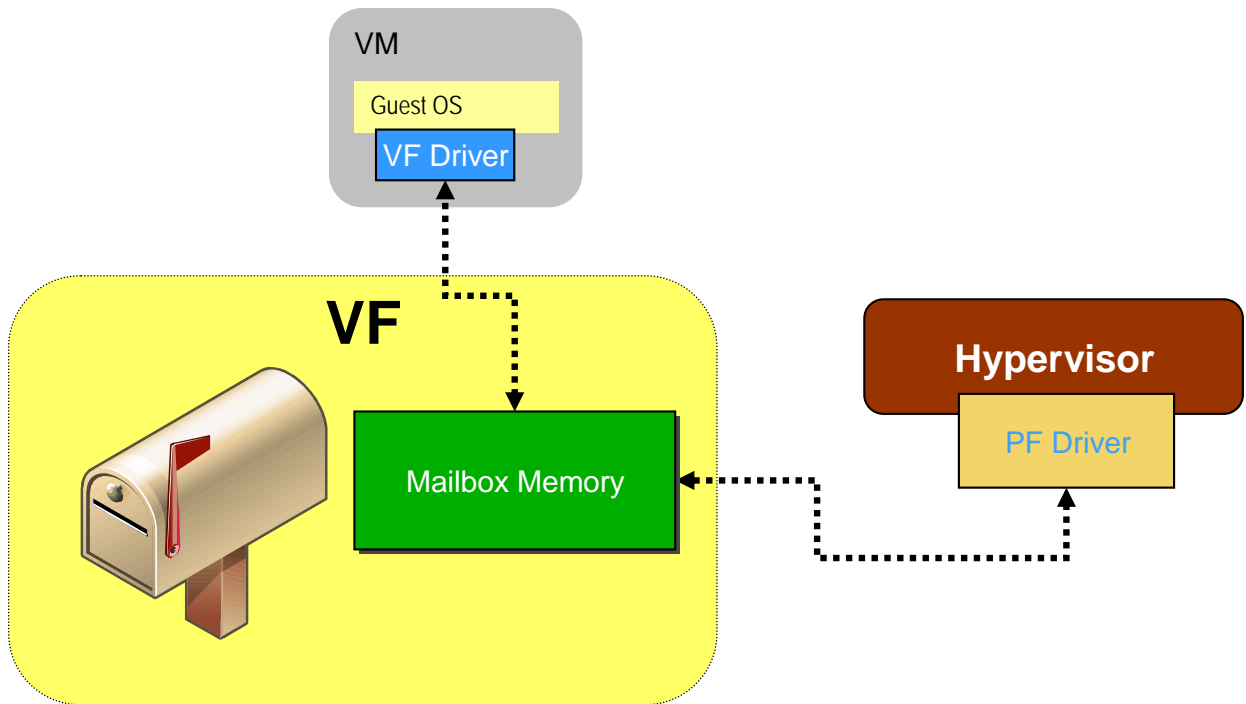 VM
Guest OS
VF Driver
VF
Hypervisor
PF Driver
Mailbox Memory